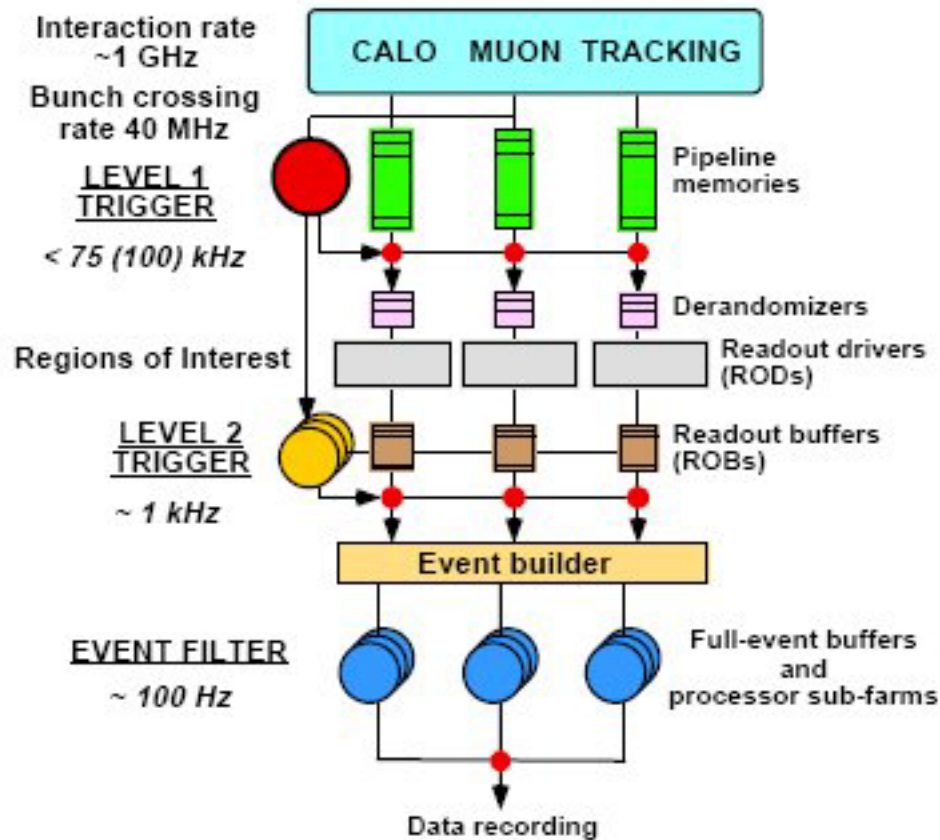 Interaction rate
~1 GHz
CALO MUON TRACKING
Bunch crossing
rate 40 MHz
LEVEL 1
TRIGGER
< 75 (100) kHz
Pipeline
memories
Derandomizers
Regions of Interest
Readout drivers
(RODs)
LEVEL 2
TRIGGER
~ 1 kHz
Readout buffers
(ROBs)
Event builder
EVENT FILTER
~ 100 Hz
Full-event buffers
and
processor sub-farms
Data recording